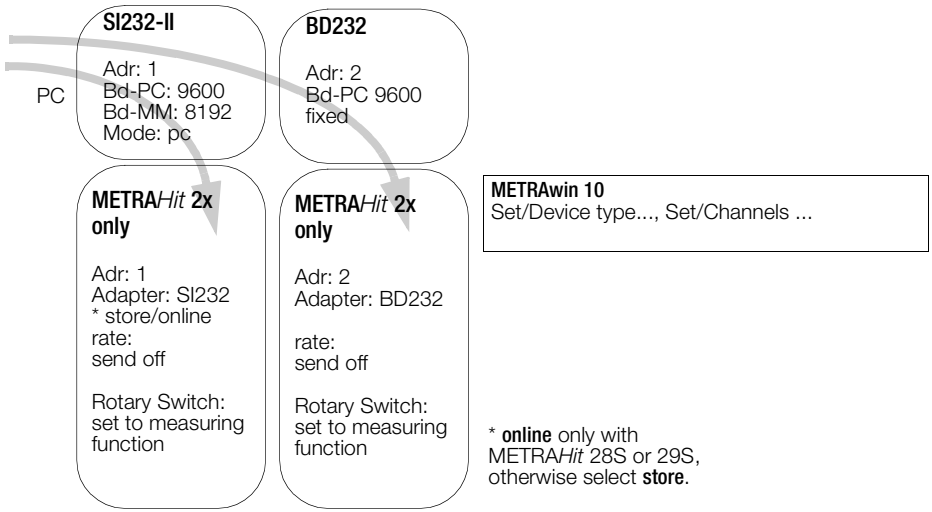 PC
SI232-II
Adr: 1
Bd-PC: 9600
Bd-MM: 8192
Mode: pc
BD232
Adr: 2
Bd-PC 9600
fixed
METRAHit 2x
only
Adr: 1
Adapter: SI232
* store/online
rate:
send off
Rotary Switch:
set to measuring
function
METRAHit 2x
only
Adr: 2
Adapter: BD232
rate:
send off
Rotary Switch:
set to measuring
function
METRAwin 10
Set/Device type..., Set/Channels ...
* online only with
METRAHit 28S or 29S,
otherwise select store.